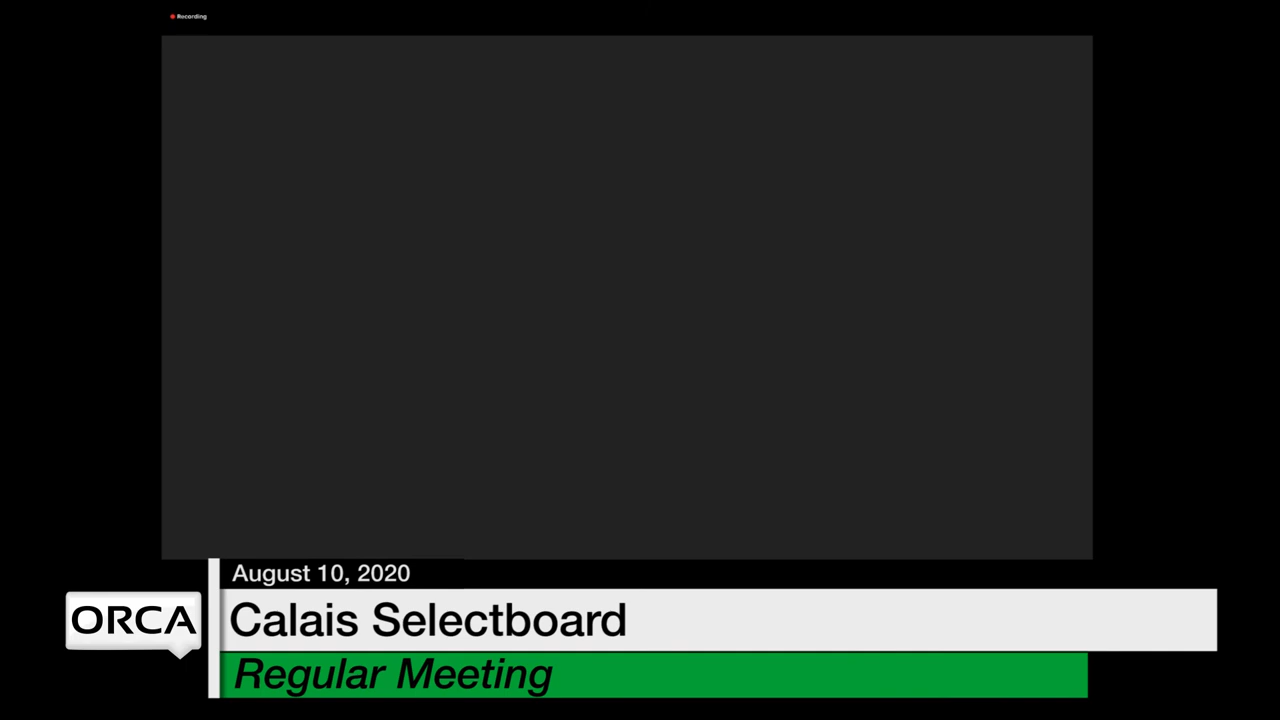 Recording
August 10, 2020
ORCA
Calais Selectboard
Regular Meeting